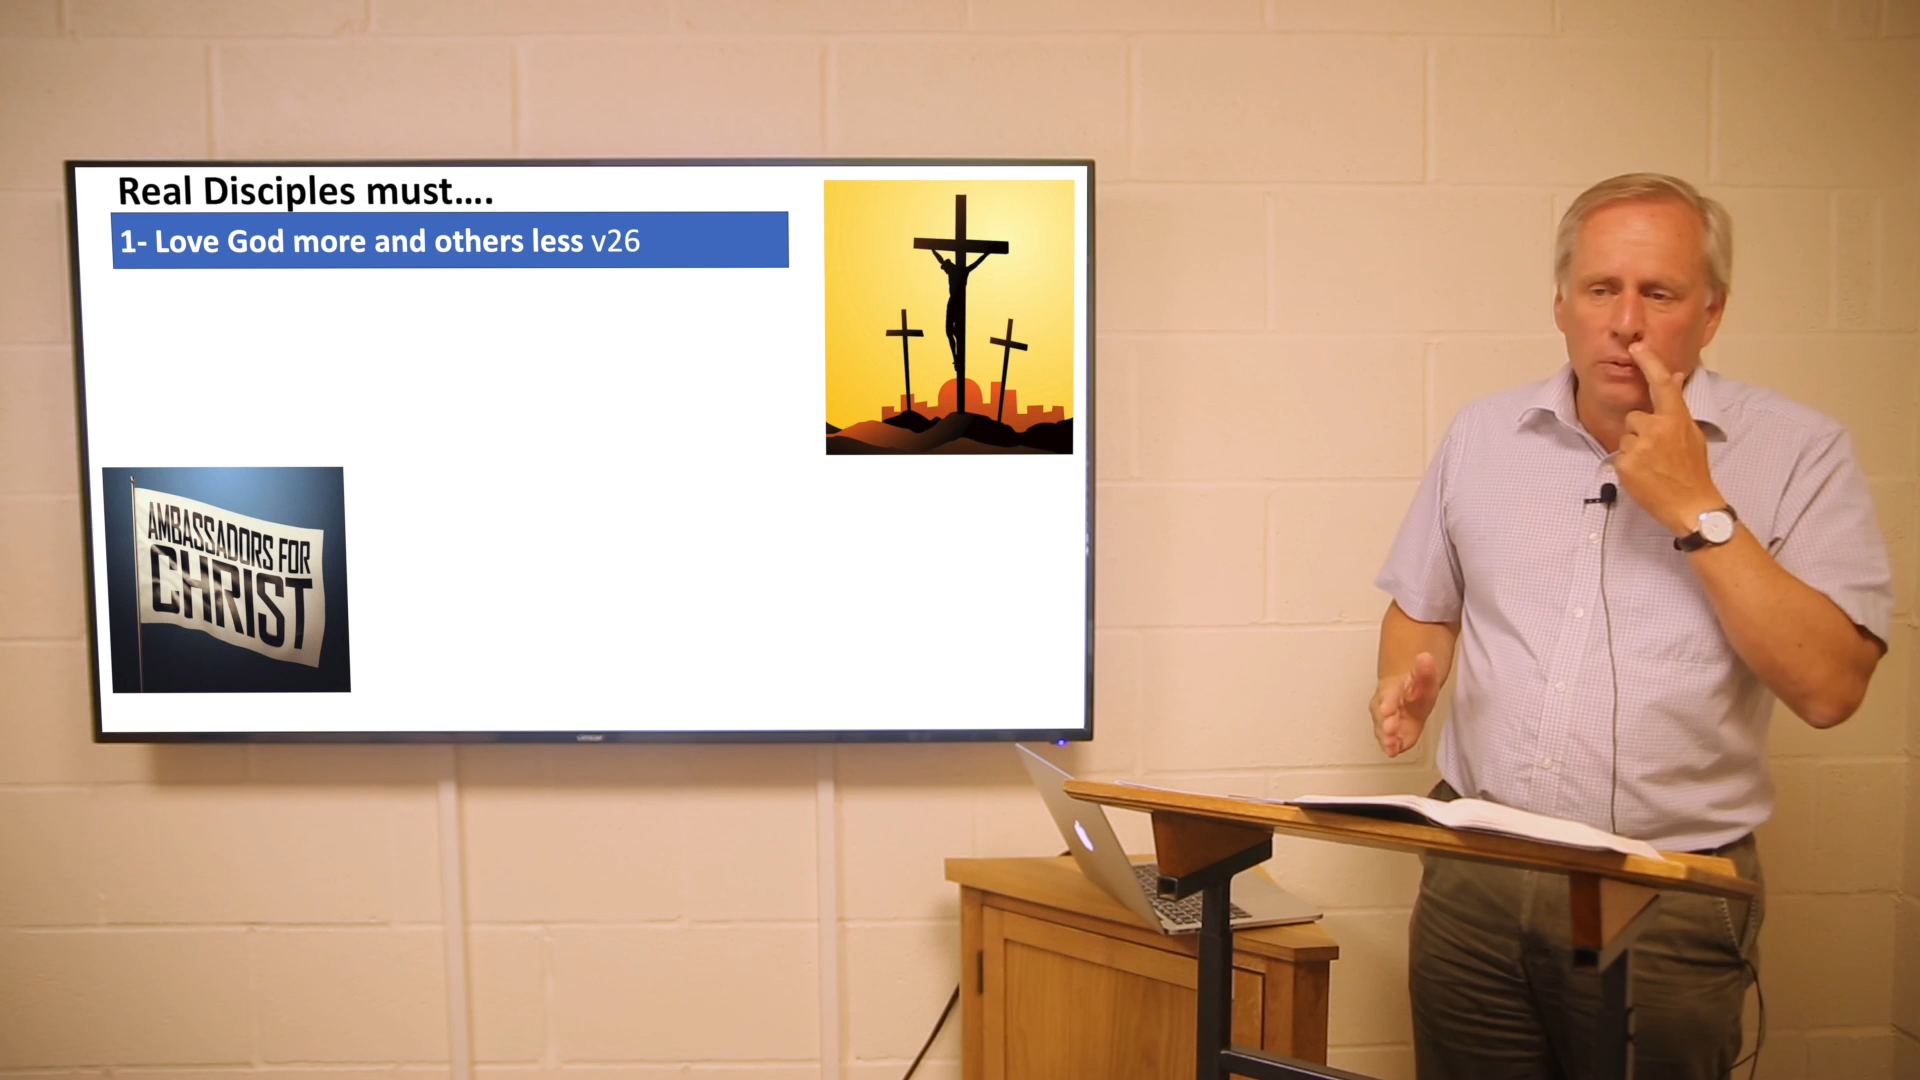 Real Disciples must....
1- Love God more and others less v26
AMBASSADORS FOR
CHRIST